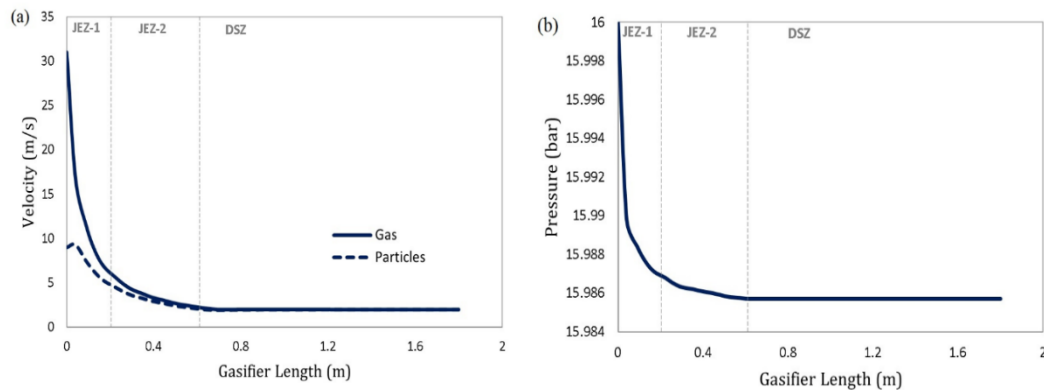 (a)
JEZ-1 JEZ-2 DSZ
35
30
25
20
15
10
5
0
Velocity (m/s)
Gas
Particles
0 0.4 0.8 1.2 1.6 2
Gasifier Length (m)
(b)
JEZ-1 JEZ-2 DSZ
16
15.998
15.996
15.994
15.992
15.99
15.988
15.986
15.984
Pressure (bar)
0 0.4 0.8 1.2 1.6 2
Gasifier Length (m)